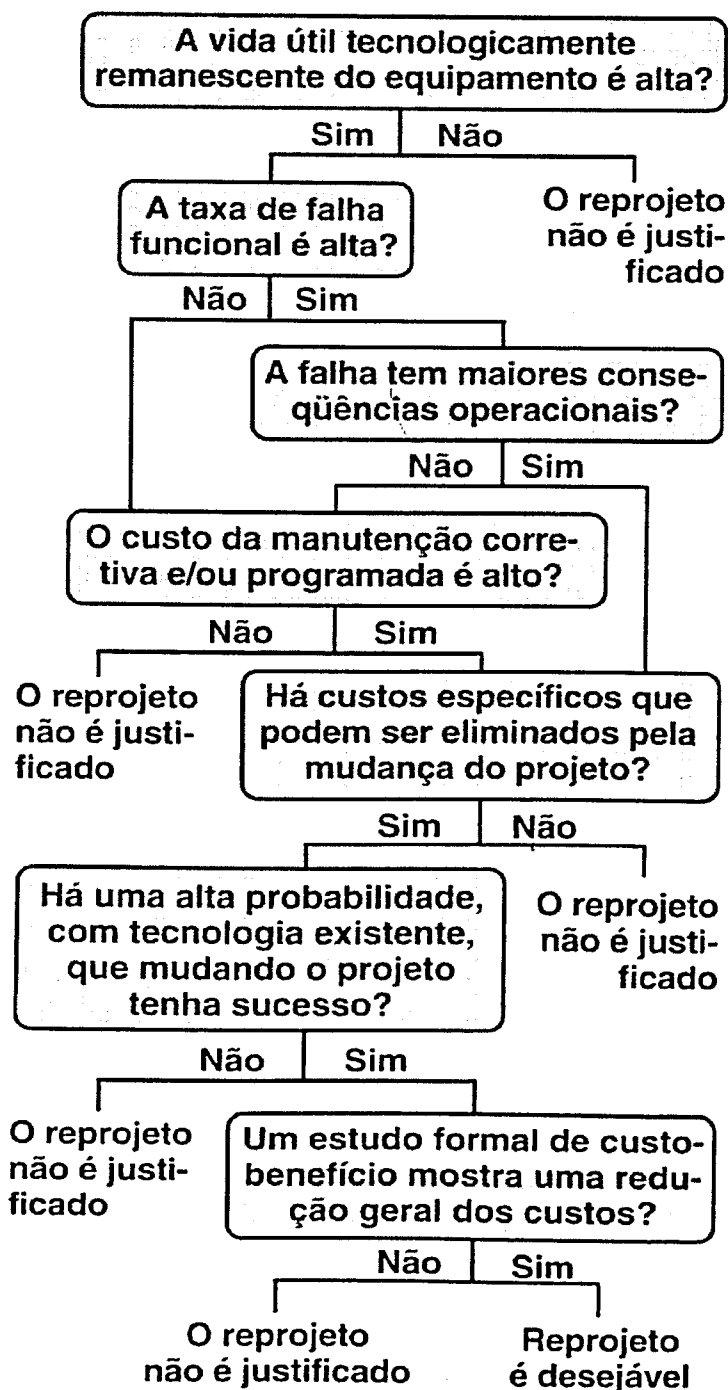 A vida útil tecnologicamente
remanescente do equipamento é alta?
Sim Não
A taxa de falha
funcional é alta?
O reprojeto
não é justi-
ficado
Não Sim
A falha tem maiores conse-
qüências operacionais?
Não Sim
O custo da manutenção corre-
tiva e/ou programada é alto?
Não Sim
O reprojeto
não é justi-
ficado
Há custos específicos que
podem ser eliminados pela
mudança do projeto?
Sim Não
Há uma alta probabilidade,
com tecnologia existente,
que mudando o projeto
tenha sucesso?
O reprojeto
não é justi-
ficado
Não Sim
O reprojeto
não é justi-
ficado
Um estudo formal de custo-
benefício mostra uma redu-
ção geral dos custos?
Não Sim
O reprojeto
não é justificado
Reprojeto
é desejável